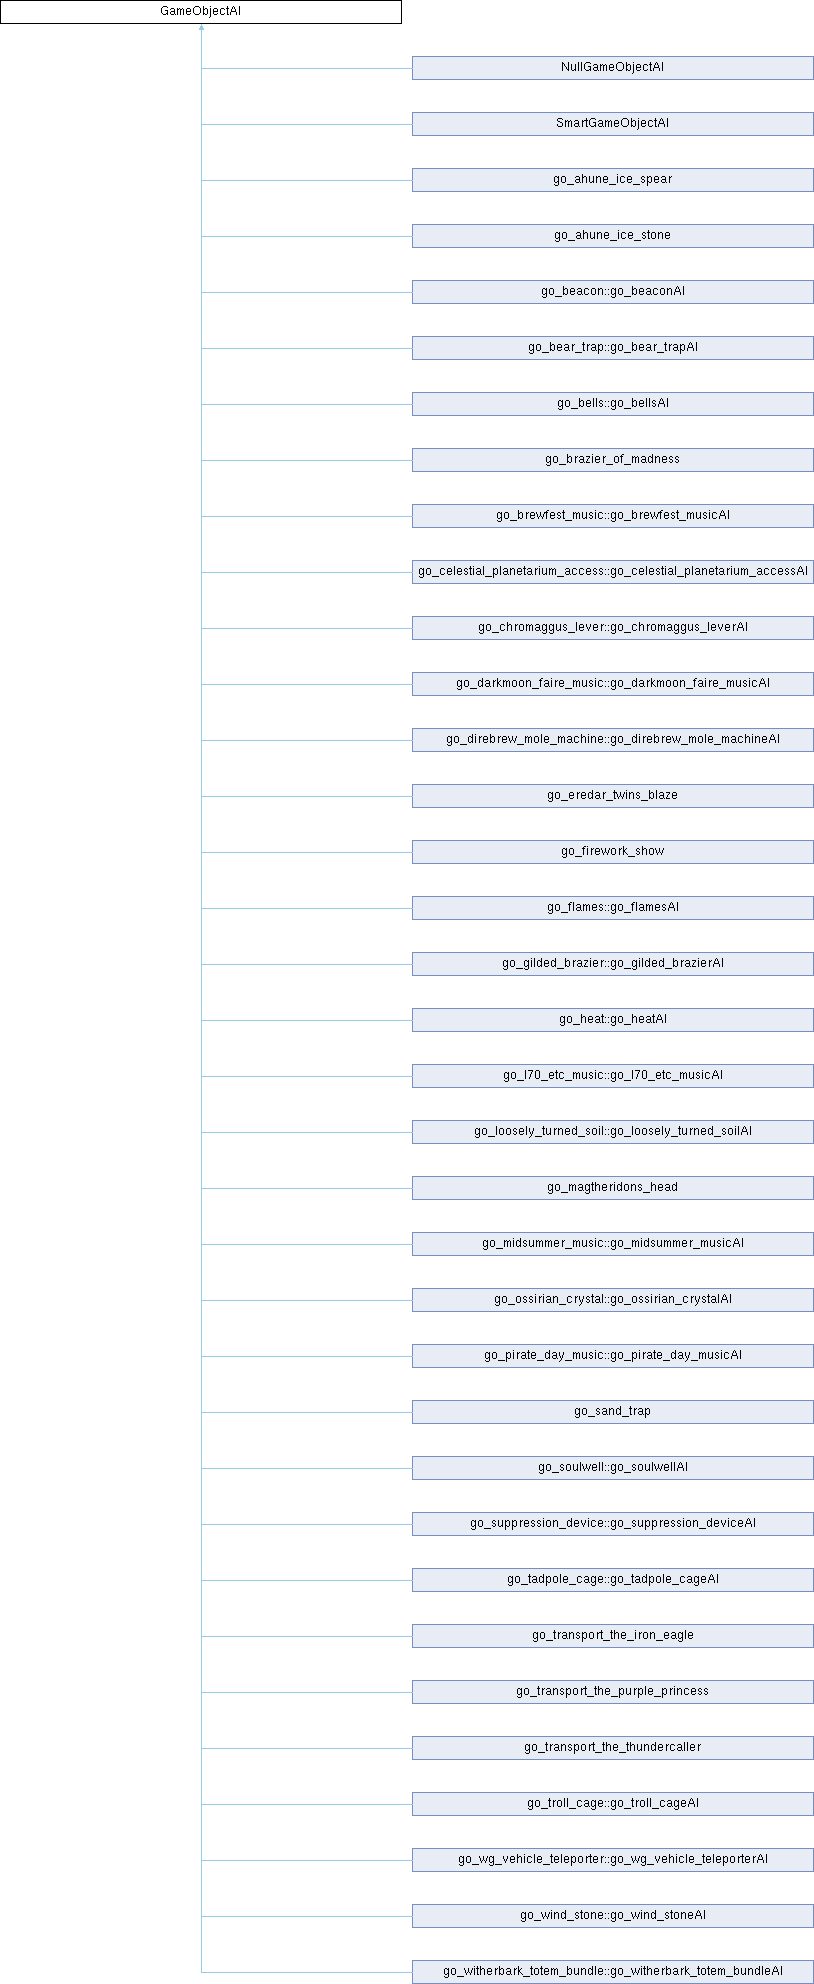 GameObjectAI
NullGameObjectAI
SmartGameObjectAI
go_ahune_ice_spear
go_ahune_ice_stone
go_beacon::go_beaconAI
go_bear_trap::go_bear_trapAI
go_bells::go_bellsAI
go_brazier_of_madness
go_brewfest_music::go_brewfest_musicAI
go_celestial_planetarium_access::go_celestial_planetarium_accessAI
go_chromaggus_lever::go_chromaggus_leverAI
go_darkmoon_faire_music::go_darkmoon_faire_musicAI
go_direbrew_mole_machine::go_direbrew_mole_machineAI
go_eredar_twins_blaze
go_firework_show
go_flames::go_flamesAI
go_gilded_brazier::go_gilded_brazierAI
go_heat::go_heatAI
go_l70_etc_music::go_l70_etc_musicAI
go_loosely_turned_soil::go_loosely_turned_soilAI
go_magtheridons_head
go_midsummer_music::go_midsummer_musicAI
go_ossirian_crystal::go_ossirian_crystalAI
go_pirate_day_music::go_pirate_day_musicAI
go_sand_trap
go_soulwell::go_soulwellAI
go_suppression_device::go_suppression_deviceAI
go_tadpole_cage::go_tadpole_cageAI
go_transport_the_iron_eagle
go_transport_the_purple_princess
go_transport_the_thundercaller
go_troll_cage::go_troll_cageAI
go_wg_vehicle_teleporter::go_wg_vehicle_teleporterAI
go_wind_stone::go_wind_stoneAI
go_witherbark_totem_bundle::go_witherbark_totem_bundleAI